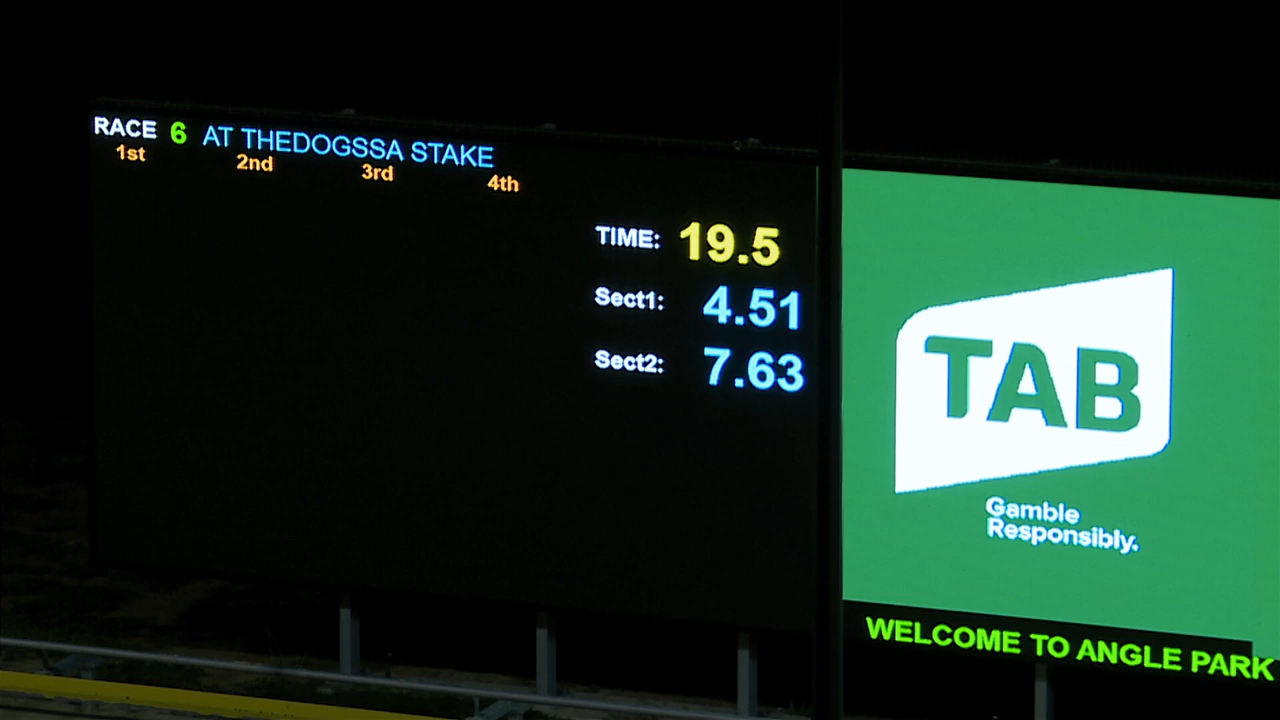 RACE 6 AT THEDOGSSA STAKE
1st 2nd 3rd 4th
TIME: 19.5
Sect1: 4.51
Sect2: 7.63
TAB
Gamble
Responsibly.
WELCOME TO ANGLE PARK